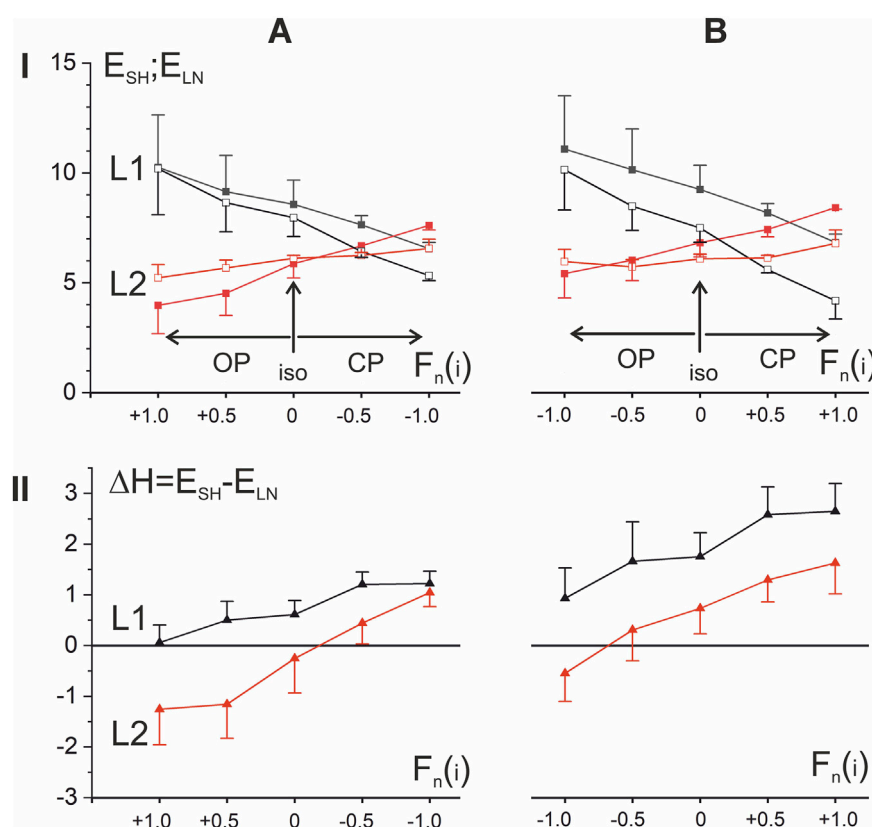 A B
I E_SH;E_LN
15
10
5
0
L1
L2
OP iso CP F_n(i)
+1.0 +0.5 0 -0.5 -1.0
OP iso CP F_n(i)
-1.0 -0.5 0 +0.5 +1.0
II ΔH=E_SH-E_LN
3
2
1
0
-1
-2
-3
L1
L2
F_n(i)
+1.0 +0.5 0 -0.5 -1.0
F_n(i)
-1.0 -0.5 0 +0.5 +1.0